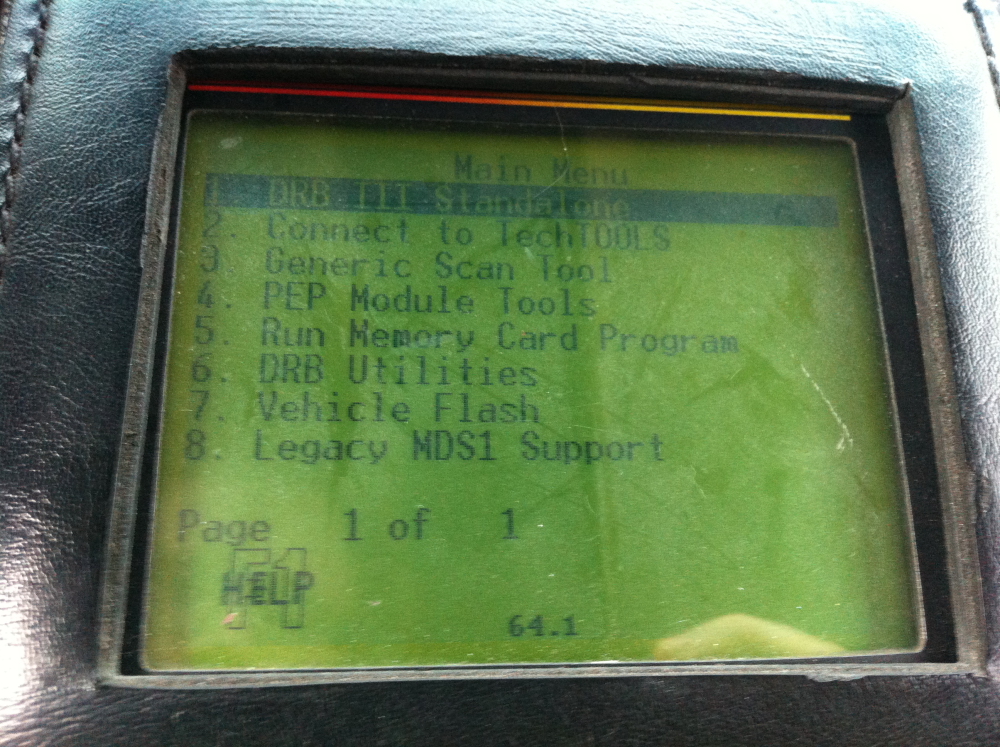 Main Menu
1. DRB III Standalone
2. Connect to TechTOOLS
3. Generic Scan Tool
4. PEP Module Tools
5. Run Memory Card Program
6. DRB Utilities
7. Vehicle Flash
8. Legacy MDS1 Support
Page 1 of 1
F1
HELP
64.1